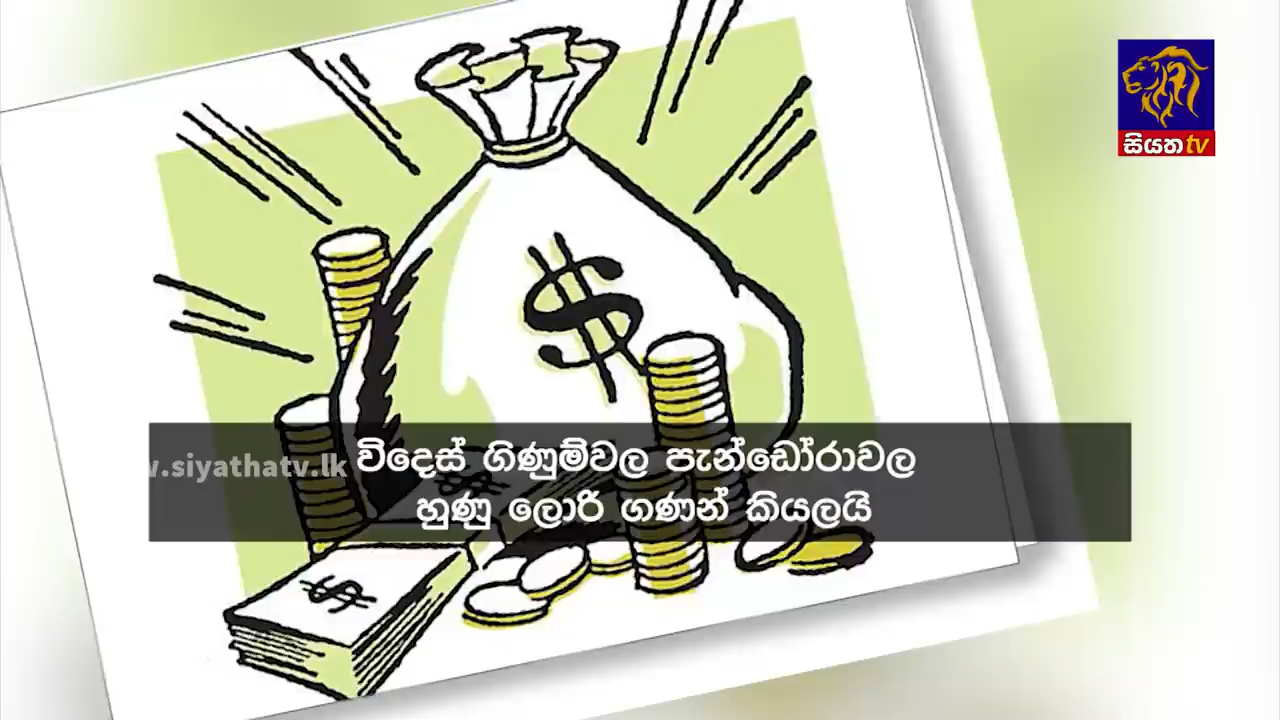 සියත tv
$
.siyathatv.lk
විදෙස් ගිණුම්වල පැන්ඩෝරාවල
හුණු ලොරි ගණන් කියලයි
$